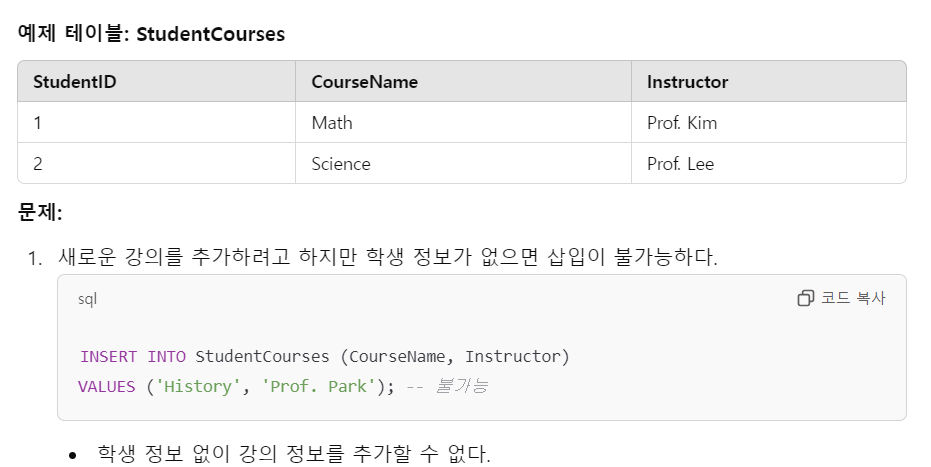 예제 테이블: StudentCourses
StudentID CourseName Instructor
1 Math Prof. Kim
2 Science Prof. Lee
문제:
1. 새로운 강의를 추가하려고 하지만 학생 정보가 없으면 삽입이 불가능하다.
sql 코드 복사
INSERT INTO StudentCourses (CourseName, Instructor)
VALUES ('History', 'Prof. Park'); -- 불가능
• 학생 정보 없이 강의 정보를 추가할 수 없다.